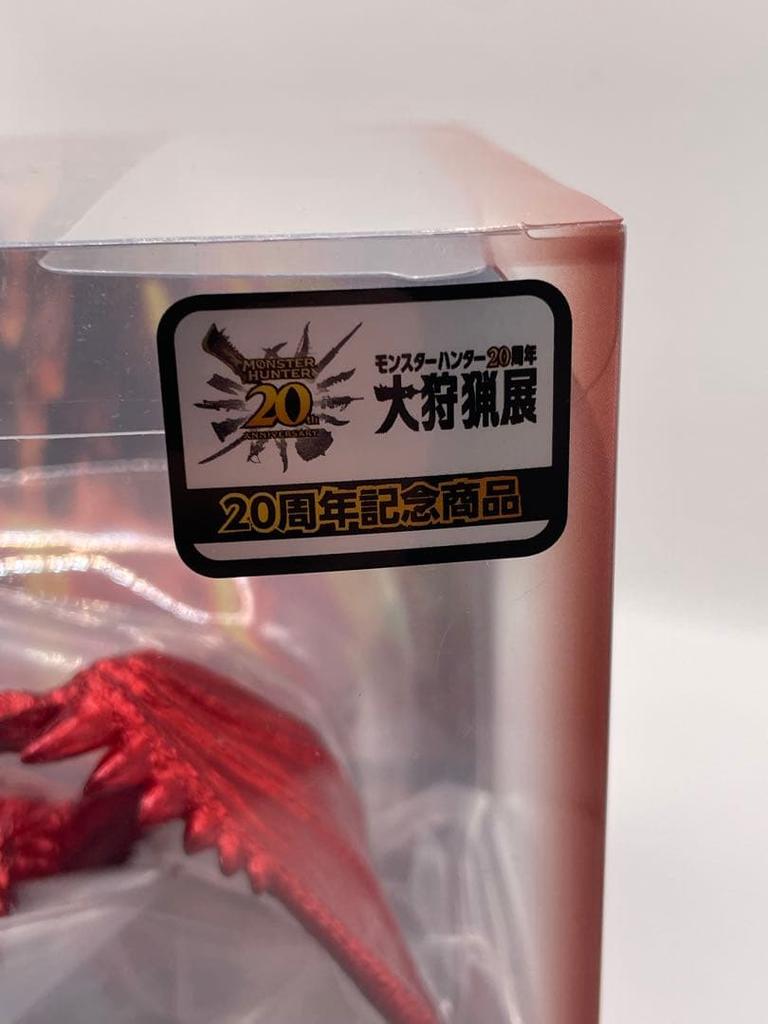 MONSTER
HUNTER
20th
ANNIVERSARY
モンスターハンター20周年
大狩猟展
20周年記念商品